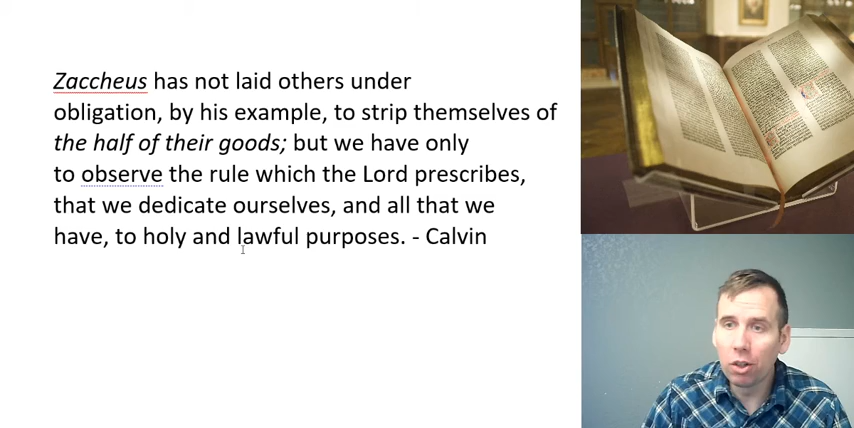 Zaccheus has not laid others under
obligation, by his example, to strip themselves of
the half of their goods; but we have only
to observe the rule which the Lord prescribes,
that we dedicate ourselves, and all that we
have, to holy and lawful purposes. - Calvin